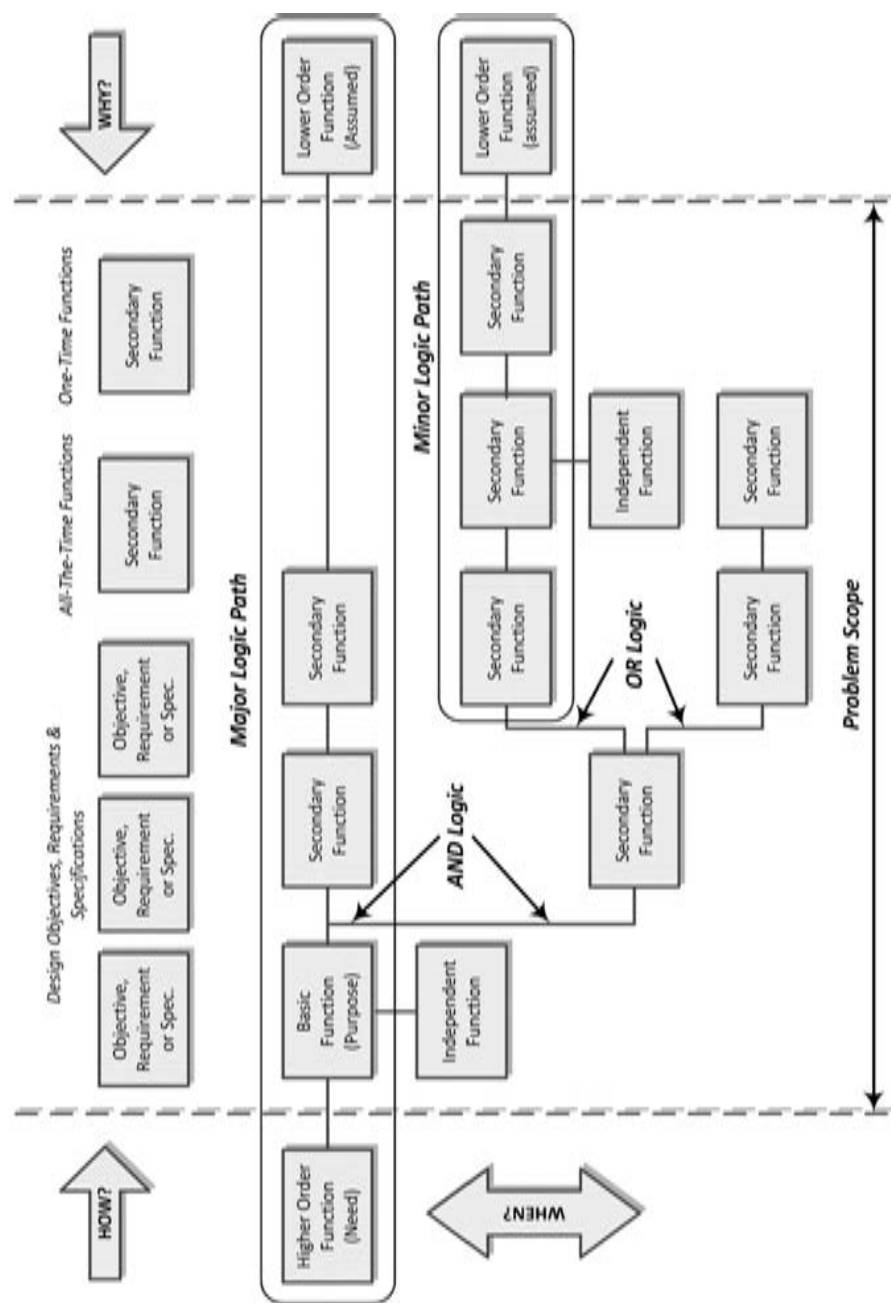 HOW?
WHY?
Design Objectives, Requirements &
Specifications
All-The-Time Functions
One-Time Functions
Objective,
Requirement
or Spec.
Objective,
Requirement
or Spec.
Objective,
Requirement
or Spec.
Secondary
Function
Secondary
Function
Major Logic Path
Higher Order
Function
(Need)
Basic
Function
(Purpose)
Secondary
Function
Secondary
Function
Lower Order
Function
(Assumed)
Independent
Function
AND Logic
Minor Logic Path
Secondary
Function
Secondary
Function
Secondary
Function
Lower Order
Function
(assumed)
WHEN?
OR Logic
Independent
Function
Secondary
Function
Secondary
Function
Secondary
Function
Problem Scope